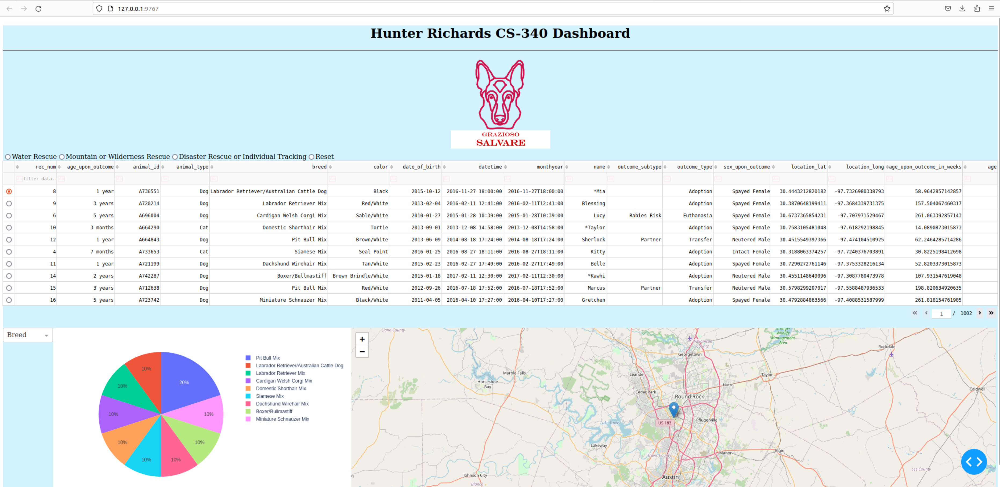 127.0.0.1:9767
Hunter Richards CS-340 Dashboard
GRAZIOSO
SALVARE
Water Rescue Mountain or Wilderness Rescue Disaster Rescue or Individual Tracking Reset
rec_num age_upon_outcome animal_id animal_type breed color date_of_birth datetime monthyear name outcome_subtype outcome_type sex_upon_outcome location_lat location_long age_upon_outcome_in_weeks age
Aa filter data.. Aa Aa Aa Aa Aa Aa Aa Aa Aa Aa Aa Aa Aa Aa Aa Aa
8 1 year A736551 Dog Labrador Retriever/Australian Cattle Dog Black 2015-10-12 2016-11-27 18:00:00 2016-11-27T18:00:00 *Mia Adoption Spayed Female 30.4443212820182 -97.7326980338793 58.9642857142857
9 3 years A720214 Dog Labrador Retriever Mix Red/White 2013-02-04 2016-02-11 12:41:00 2016-02-11T12:41:00 Blessing Adoption Spayed Female 30.3870648199411 -97.3684339731375 157.504067460317
6 5 years A696004 Dog Cardigan Welsh Corgi Mix Sable/White 2010-01-27 2015-01-28 10:39:00 2015-01-28T10:39:00 Lucy Rabies Risk Euthanasia Spayed Female 30.6737365854231 -97.707971529467 261.063392857143
10 3 months A664290 Cat Domestic Shorthair Mix Tortie 2013-09-01 2013-12-08 14:58:00 2013-12-08T14:58:00 *Taylor Adoption Spayed Female 30.7583105481048 -97.618292198845 14.0890873015873
12 1 year A664843 Dog Pit Bull Mix Brown/White 2013-06-09 2014-08-18 17:24:00 2014-08-18T17:24:00 Sherlock Partner Transfer Neutered Male 30.4515549397366 -97.474104510925 62.2464285714286
4 7 months A733653 Cat Siamese Mix Seal Point 2016-01-25 2016-08-27 18:11:00 2016-08-27T18:11:00 Kitty Adoption Intact Female 30.3188063374257 -97.7240376703891 30.8225198412698
11 1 year A721199 Dog Dachshund Wirehair Mix Tan/White 2015-02-23 2016-02-27 17:49:00 2016-02-27T17:49:00 Belle Adoption Spayed Female 30.7290272761146 -97.3753328216134 52.8203373015873
14 2 years A742287 Dog Boxer/Bullmastiff Brown Brindle/White 2015-01-18 2017-02-11 12:30:00 2017-02-11T12:30:00 *Kawhi Adoption Neutered Male 30.4551148649096 -97.3087780473978 107.931547619048
15 3 years A712638 Dog Pit Bull Mix Red/White 2012-09-26 2016-07-18 17:52:00 2016-07-18T17:52:00 Marcus Partner Transfer Neutered Male 30.5798299207017 -97.5588487936533 198.820634920635
16 5 years A723742 Dog Miniature Schnauzer Mix Black/White 2011-04-05 2016-04-10 17:27:00 2016-04-10T17:27:00 Gretchen Adoption Spayed Female 30.4792884863566 -97.4088531587999 261.818154761905
1 / 1002
Breed
20%
10%
10%
10%
10%
10%
10%
10%
10%
Pit Bull Mix
Labrador Retriever/Australian Cattle Dog
Labrador Retriever Mix
Cardigan Welsh Corgi Mix
Domestic Shorthair Mix
Siamese Mix
Dachshund Wirehair Mix
Boxer/Bullmastiff
Miniature Schnauzer Mix
+
−
Llano County
Granger
Wildlife
Management
Area
Williamson
County
Rockdale
Georgetown
Marble Falls
Leander
Taylor
Horseshoe
Bay
Hutto
Caldwell
Cedar Park
Round Rock
Pflugerville
Lake Travis
US 183
Lakeway
Elgin
Manor
Travis County
Lee County
Johnson City
Austin
Blanco